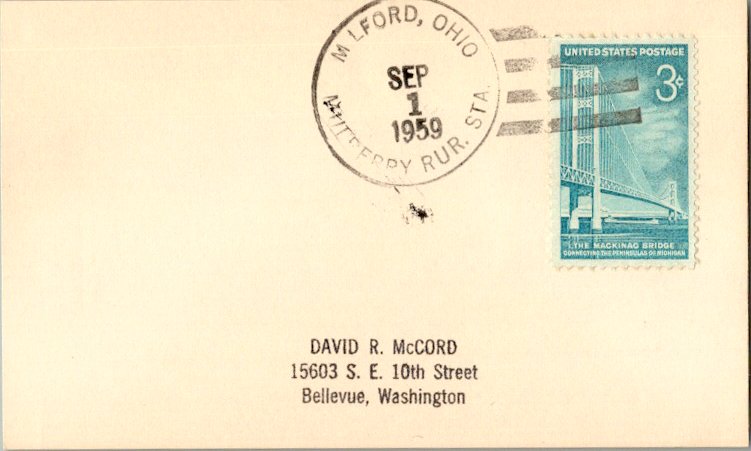 MILFORD, OHIO
SEP
1
1959
RUR. STA.
UNITED STATES POSTAGE
3¢
THE MACKINAC BRIDGE
CONNECTING THE PENINSULAS OF MICHIGAN
DAVID R. McCORD
15603 S. E. 10th Street
Bellevue, Washington